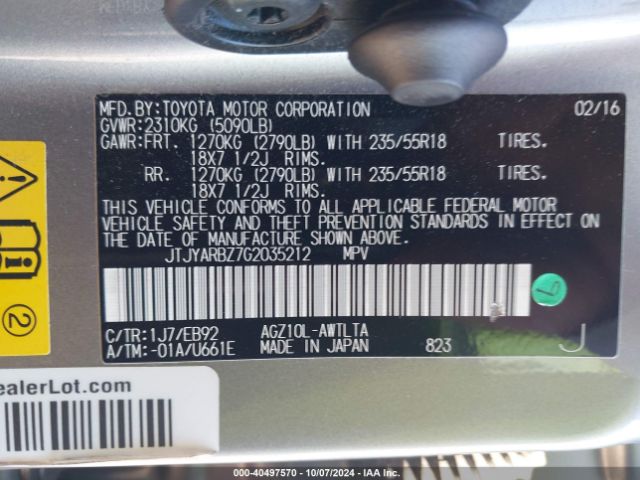 MFD.BY:TOYOTA MOTOR CORPORATION 02/16
GVWR:2310KG (5090LB)
GAWR:FRT. 1270KG (2790LB) WITH 235/55R18 TIRES.
18X7 1/2J RIMS.
RR. 1270KG (2790LB) WITH 235/55R18 TIRES.
18X7 1/2J RIMS.
THIS VEHICLE CONFORMS TO ALL APPLICABLE FEDERAL MOTOR
VEHICLE SAFETY AND THEFT PREVENTION STANDARDS IN EFFECT ON
THE DATE OF MANUFACTURE SHOWN ABOVE.
JTJYARBZ7G2035212 MPV
L
2
C/TR:1J7/EB92 AGZ10L-AWTLTA
A/TM:-01A/U661E MADE IN JAPAN 823 J
ealerLot.com
000-40497570 | 10/07/2024 | IAA Inc.